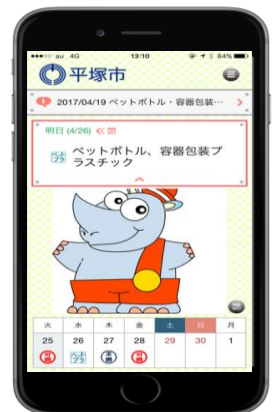 au 4G 13:10 84%
平塚市
2017/04/19 ペットボトル・容器包装…
明日 (4/26)
ペットボトル、容器包装プ
ラスチック
火 水 木 金 土 日 月
25 26 27 28 29 30 1